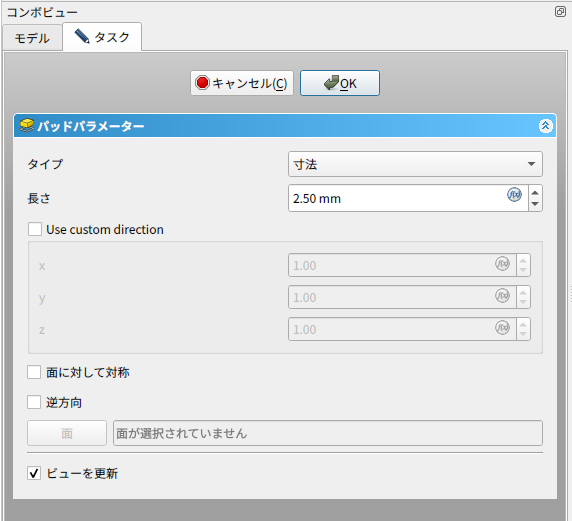 コンボビュー
モデル
タスク
キャンセル(C)
OK
パッドパラメーター
タイプ
寸法
長さ
2.50 mm
f(x)
Use custom direction
x
1.00
f(x)
y
1.00
f(x)
z
1.00
f(x)
面に対して対称
逆方向
面
面が選択されていません
ビューを更新